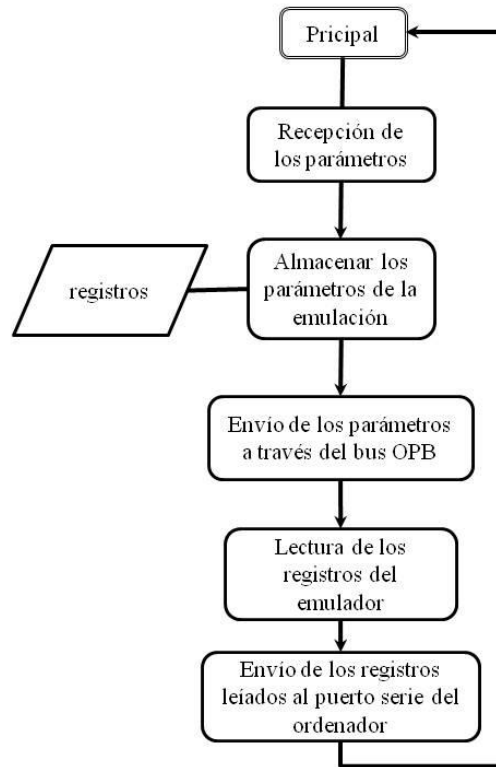 Pricipal
Recepción de
los parámetros
Almacenar los
parámetros de la
emulación
registros
Envío de los parámetros
a través del bus OPB
Lectura de los
registros del
emulador
Envío de los registros
leíados al puerto serie del
ordenador